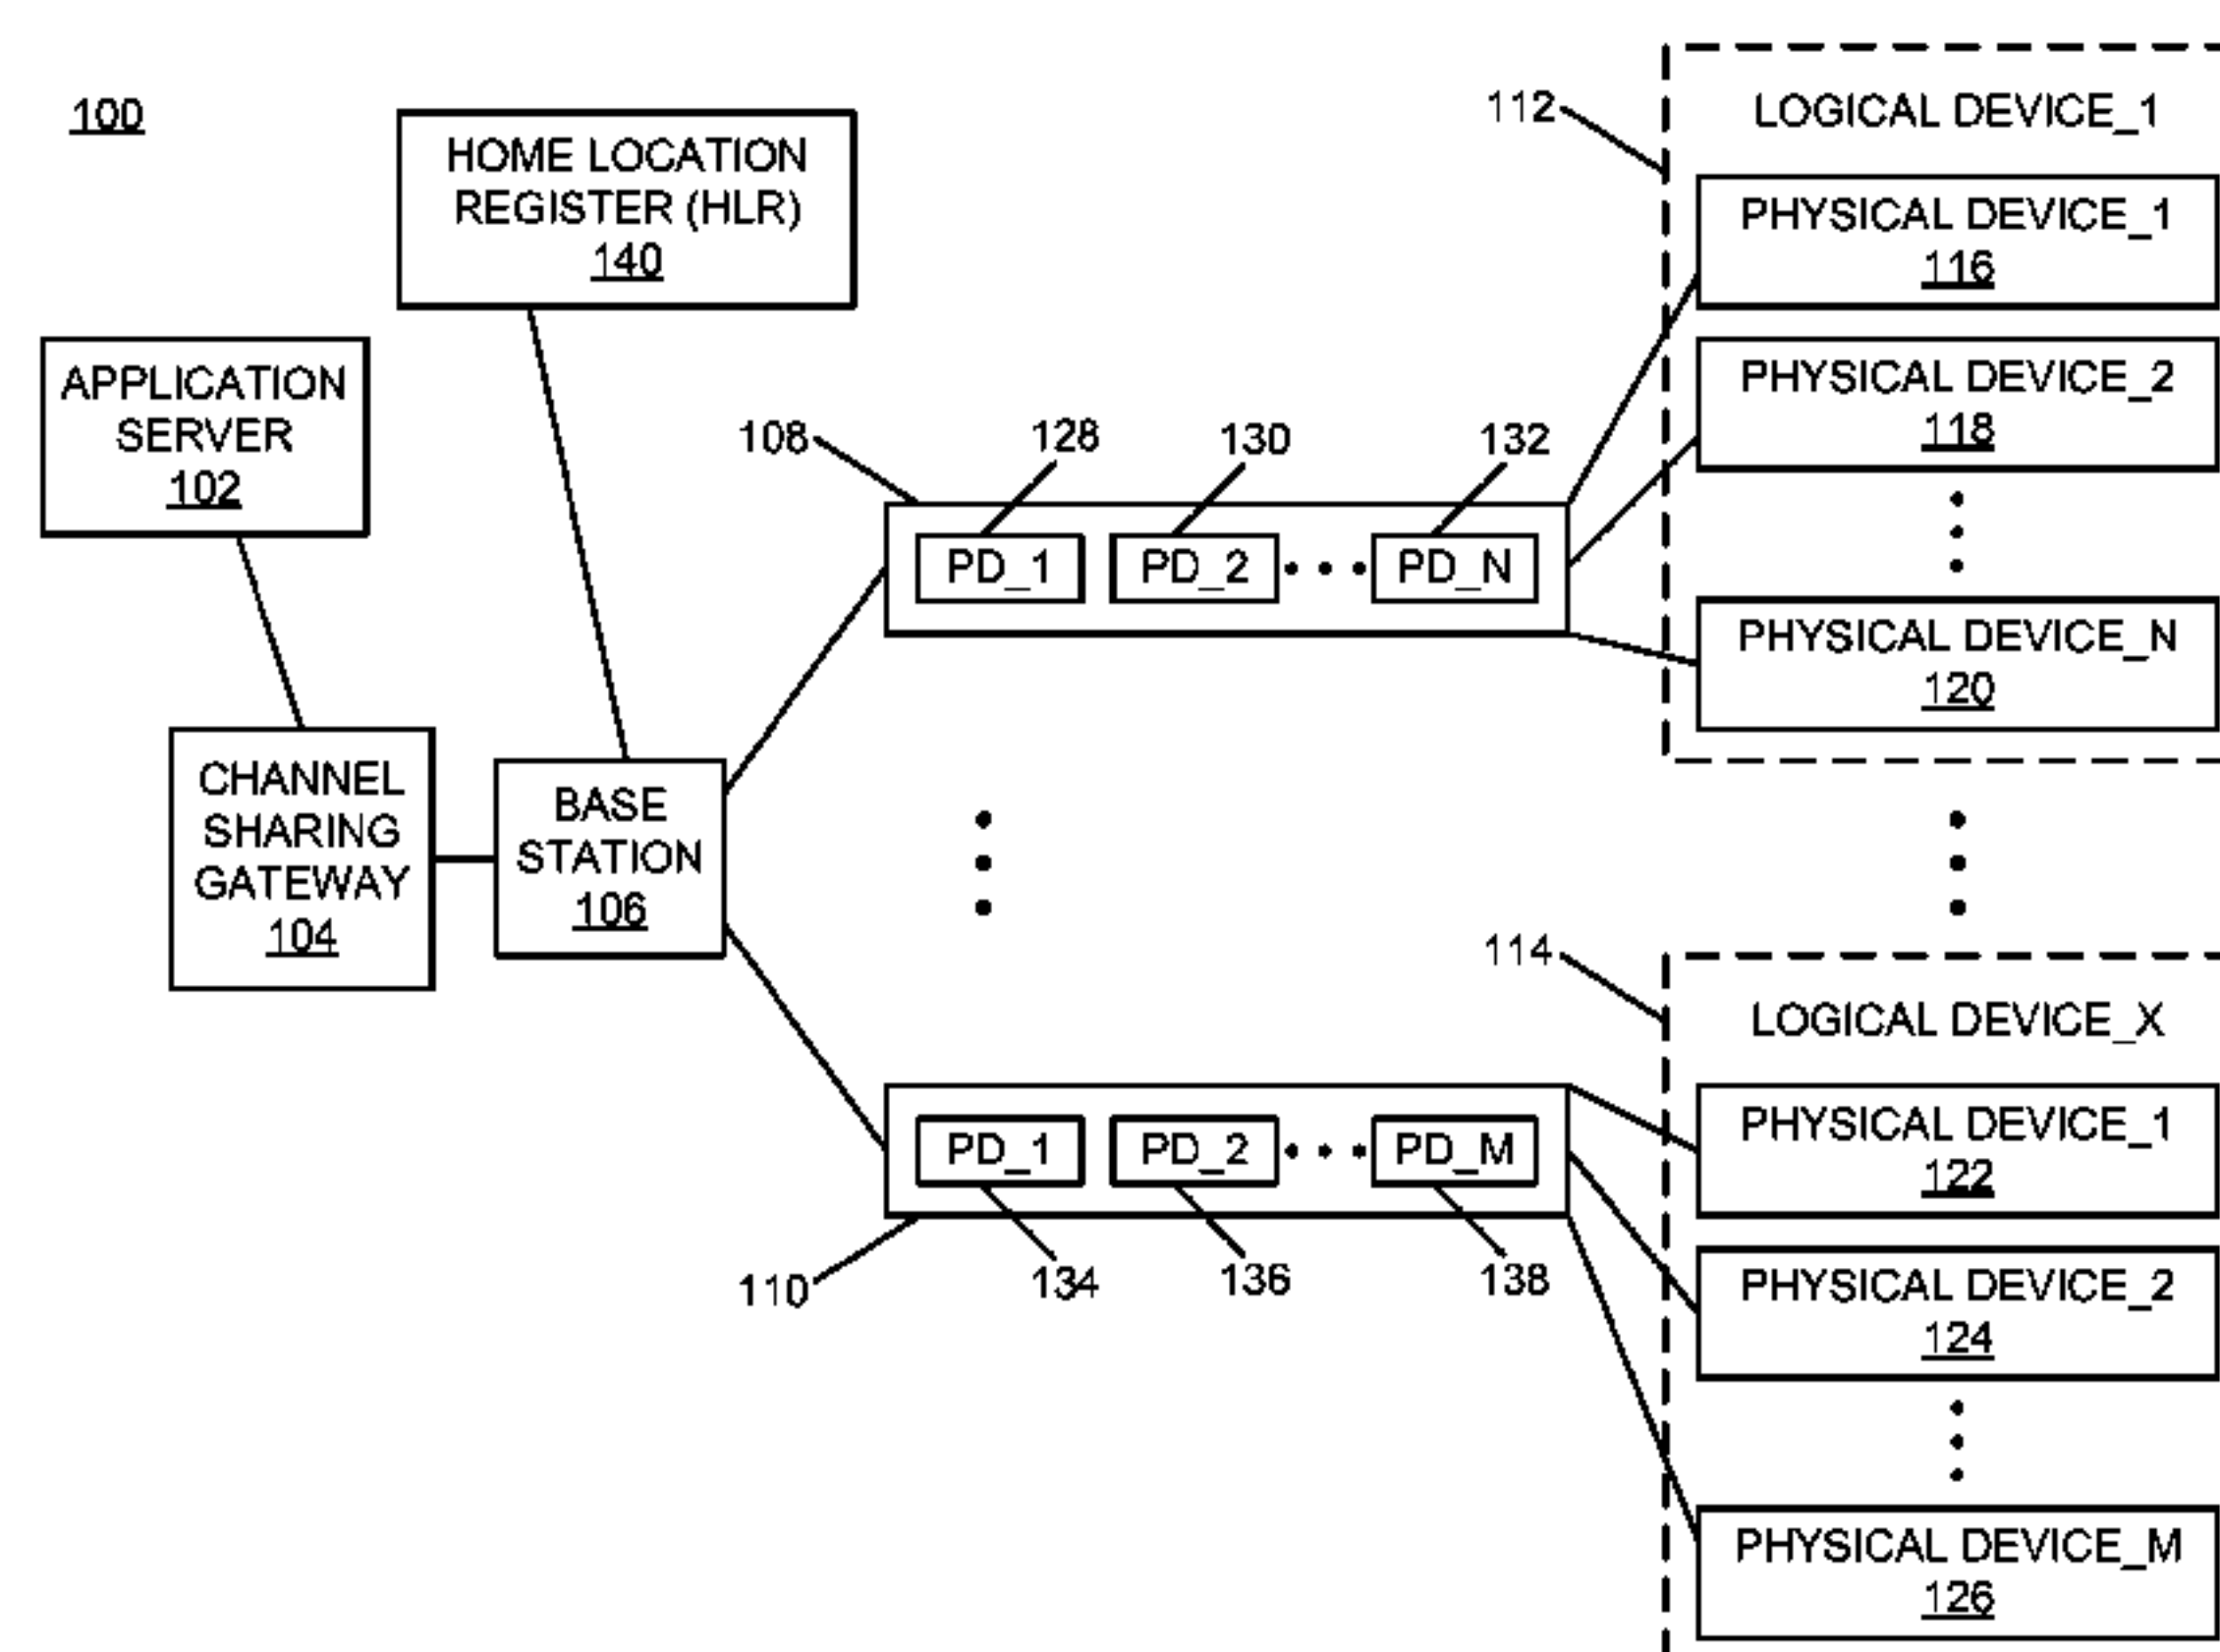 100
HOME LOCATION
REGISTER (HLR)
140
APPLICATION
SERVER
102
CHANNEL
SHARING
GATEWAY
104
BASE
STATION
106
108
128
130
132
PD_1
PD_2
PD_N
112
LOGICAL DEVICE_1
PHYSICAL DEVICE_1
116
PHYSICAL DEVICE_2
118
PHYSICAL DEVICE_N
120
PD_1
PD_2
PD_M
110
134
136
138
114
LOGICAL DEVICE_X
PHYSICAL DEVICE_1
122
PHYSICAL DEVICE_2
124
PHYSICAL DEVICE_M
126